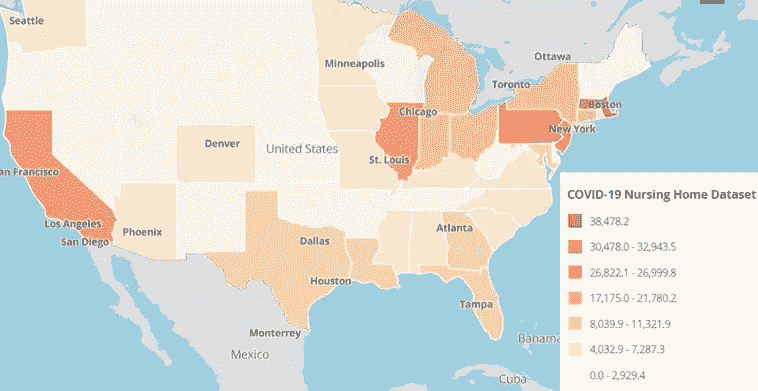 Seattle
Ottawa
Minneapolis
Toronto
Boston
Chicago
New York
Denver
United States
St. Louis
an Francisco
COVID-19 Nursing Home Dataset
Los Angeles
38,478.2
Phoenix
Atlanta
San Diego
Dallas
30,478.0 - 32,943.5
26,822.1 - 26,999.8
Houston
17,175.0 - 21,780.2
Tampa
8,039.9 - 11,321.9
Monterrey
Bahama
Mexico
4,032.9 - 7,287.3
Cuba
0.0 - 2,929.4